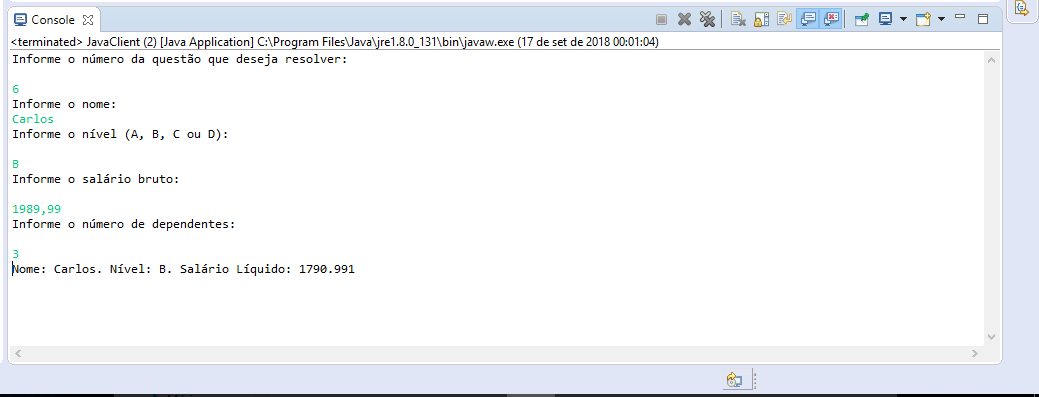 Console
<terminated> JavaClient (2) [Java Application] C:\Program Files\Java\jre1.8.0_131\bin\javaw.exe (17 de set de 2018 00:01:04)
Informe o número da questão que deseja resolver:
6
Informe o nome:
Carlos
Informe o nível (A, B, C ou D):
B
Informe o salário bruto:
1989,99
Informe o número de dependentes:
3
Nome: Carlos. Nível: B. Salário Líquido: 1790.991